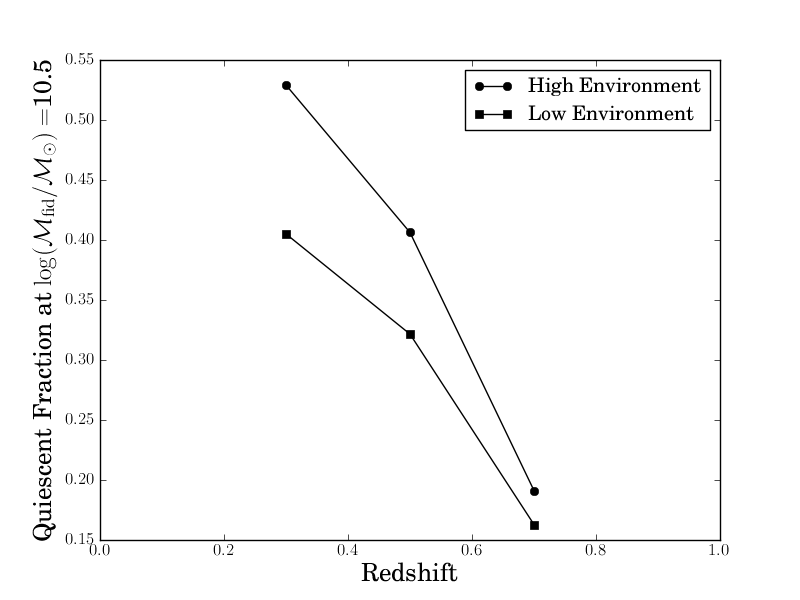 0.55
0.50
0.45
0.40
0.35
0.30
0.25
0.20
0.15
0.0 0.2 0.4 0.6 0.8 1.0
Redshift
Quiescent Fraction at log(ℳ_fid/ℳ_⊙) =10.5
High Environment
Low Environment